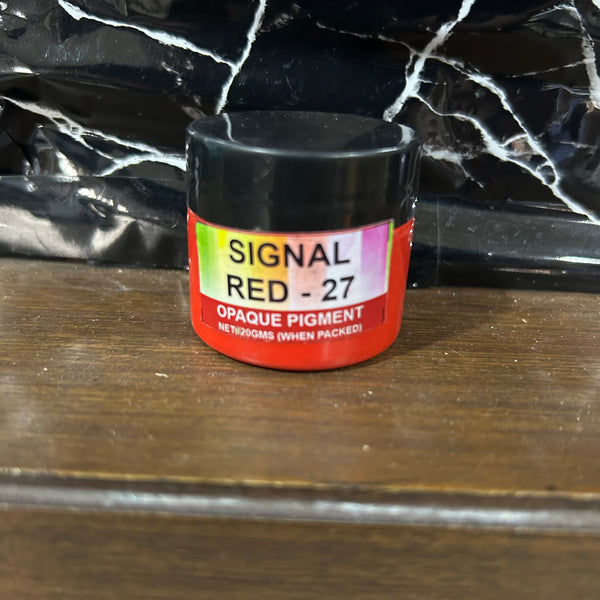 SIGNAL
RED - 27
OPAQUE PIGMENT
NET#20GMS (WHEN PACKED)